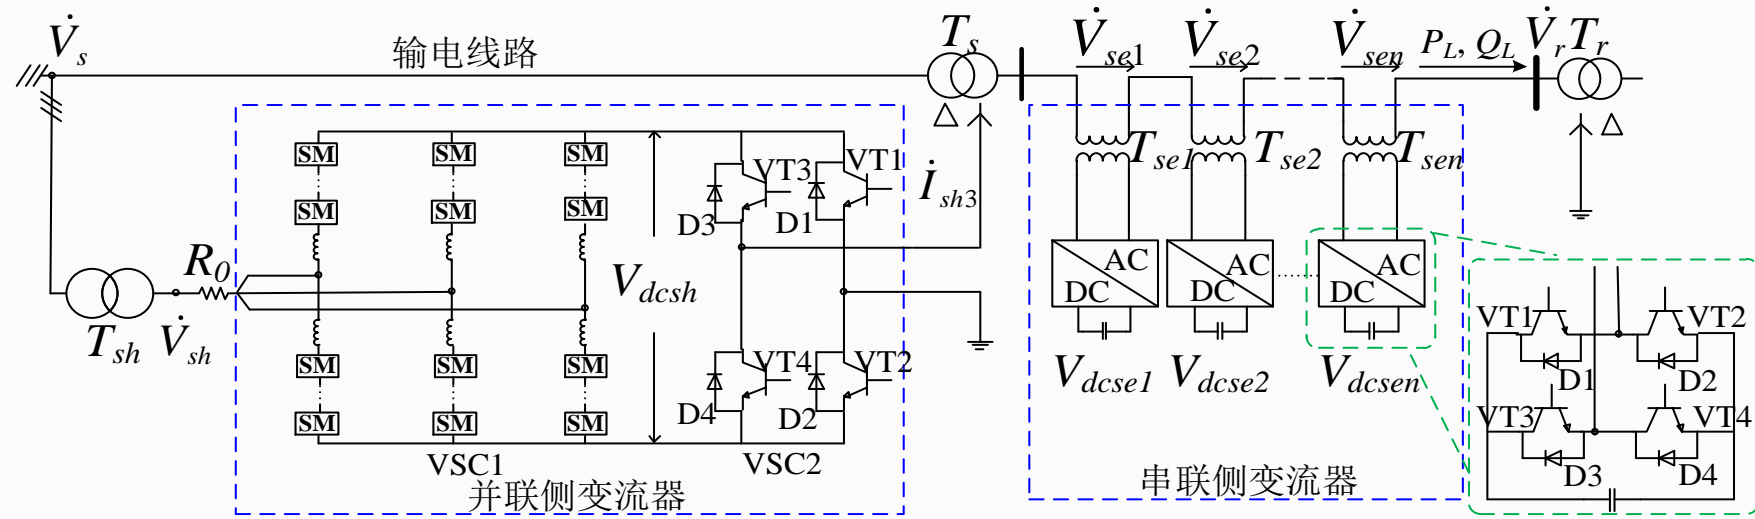 V̇s
输电线路
Ts
V̇se1
V̇se2
V̇sen
PL, QL
V̇r
Tr
SM
SM
SM
SM
SM
SM
VT3
VT1
D3
D1
İsh3
Tse1
Tse2
Tsen
R0
Vdcsh
AC
DC
AC
DC
AC
DC
Tsh
V̇sh
SM
SM
SM
SM
SM
SM
VT4
VT2
D4
D2
Vdcse1
Vdcse2
Vdcsen
VT1
VT2
D1
D2
VT3
VT4
D3
D4
VSC1
VSC2
并联侧变流器
串联侧变流器